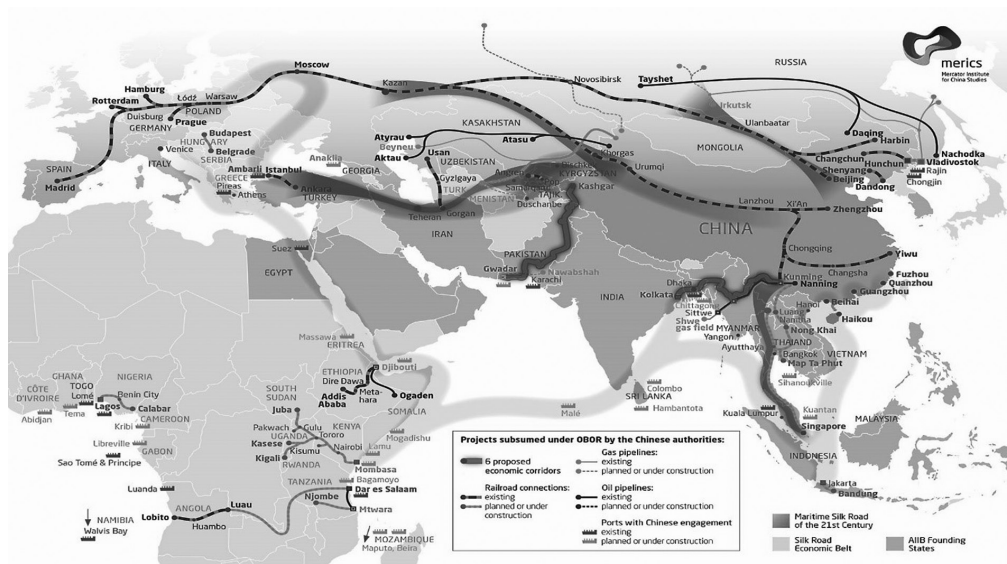 merics
Mercator Institute
for China Studies
RUSSIA
Moscow
Kazan
Novosibirsk
Tayshet
Irkutsk
Ulanbaatar
MONGOLIA
Daqing
Harbin
Changchun
Hunchun
Nachodka
Vladivostok
Shenyang
Rajin
Chongjin
Beijing
Dandong
Hamburg
Rotterdam
Łódź
Warsaw
Duisburg
POLAND
GERMANY
Prague
Budapest
HUNGARY
Venice
Belgrade
SERBIA
ITALY
SPAIN
Madrid
Ambarli
Istanbul
GREECE
Pireas
Athens
Ankara
TURKEY
Anaklia
GEORGIA
KASAKHSTAN
Atyrau
Beyneu
Aktau
Usan
Atasu
UZBEKISTAN
Gyzigaya
TURK
MENISTAN
Samarqand
TAJIK.
Duschanbe
KYRGYZSTAN
Khorgas
Urumqi
Kashgar
Teheran
Gorgan
IRAN
Lanzhou
Xi'An
Zhengzhou
CHINA
Chongqing
Yiwu
Changsha
Kunming
Nanning
Fuzhou
Quanzhou
Guangzhou
Beihai
Haikou
Suez
EGYPT
PAKISTAN
Gwadar
Nawabshah
Karachi
INDIA
Dhaka
Kolkata
Chittagong
Sittwe
Shwe
gas field
MYANMAR
Yangon
Hanoi
Luang
Namtha
Nong Khai
THAILAND
Ayutthaya
Bangkok
Map Ta Phut
VIETNAM
Sihanoukville
Massawa
ERITREA
Djibouti
ETHIOPIA
Dire Dawa
Addis
Ababa
Meta-
hara
Ogaden
SOMALIA
Mogadishu
SOUTH
SUDAN
Juba
Pakwach
Gulu
KENYA
UGANDA
Tororo
Kasese
Kisumu
Nairobi
Lamu
Kigali
RWANDA
Mombasa
Bagamoyo
TANZANIA
Dar es Salaam
Njombe
Mtwara
GHANA
NIGERIA
CÔTE
D'IVOIRE
TOGO
Lomé
Benin City
Lagos
Calabar
Tema
CAMEROON
Abidjan
Kribi
Libreville
GABON
Sao Tomé & Principe
Luanda
ANGOLA
Luau
Lobito
Huambo
NAMIBIA
Walvis Bay
MOZAMBIQUE
Maputo, Beira
Malé
Colombo
SRI LANKA
Hambantota
Kuala Lumpur
Kuantan
Singapore
MALAYSIA
INDONESIA
Jakarta
Bandung
Projects subsumed under OBOR by the Chinese authorities:
6 proposed
economic corridors
Railroad connections:
existing
planned or under
construction
Gas pipelines:
existing
planned or under construction
Oil pipelines:
existing
planned or under construction
Ports with Chinese engagement
existing
planned or under construction
Maritime Silk Road
of the 21st Century
Silk Road
Economic Belt
AIIB Founding
States